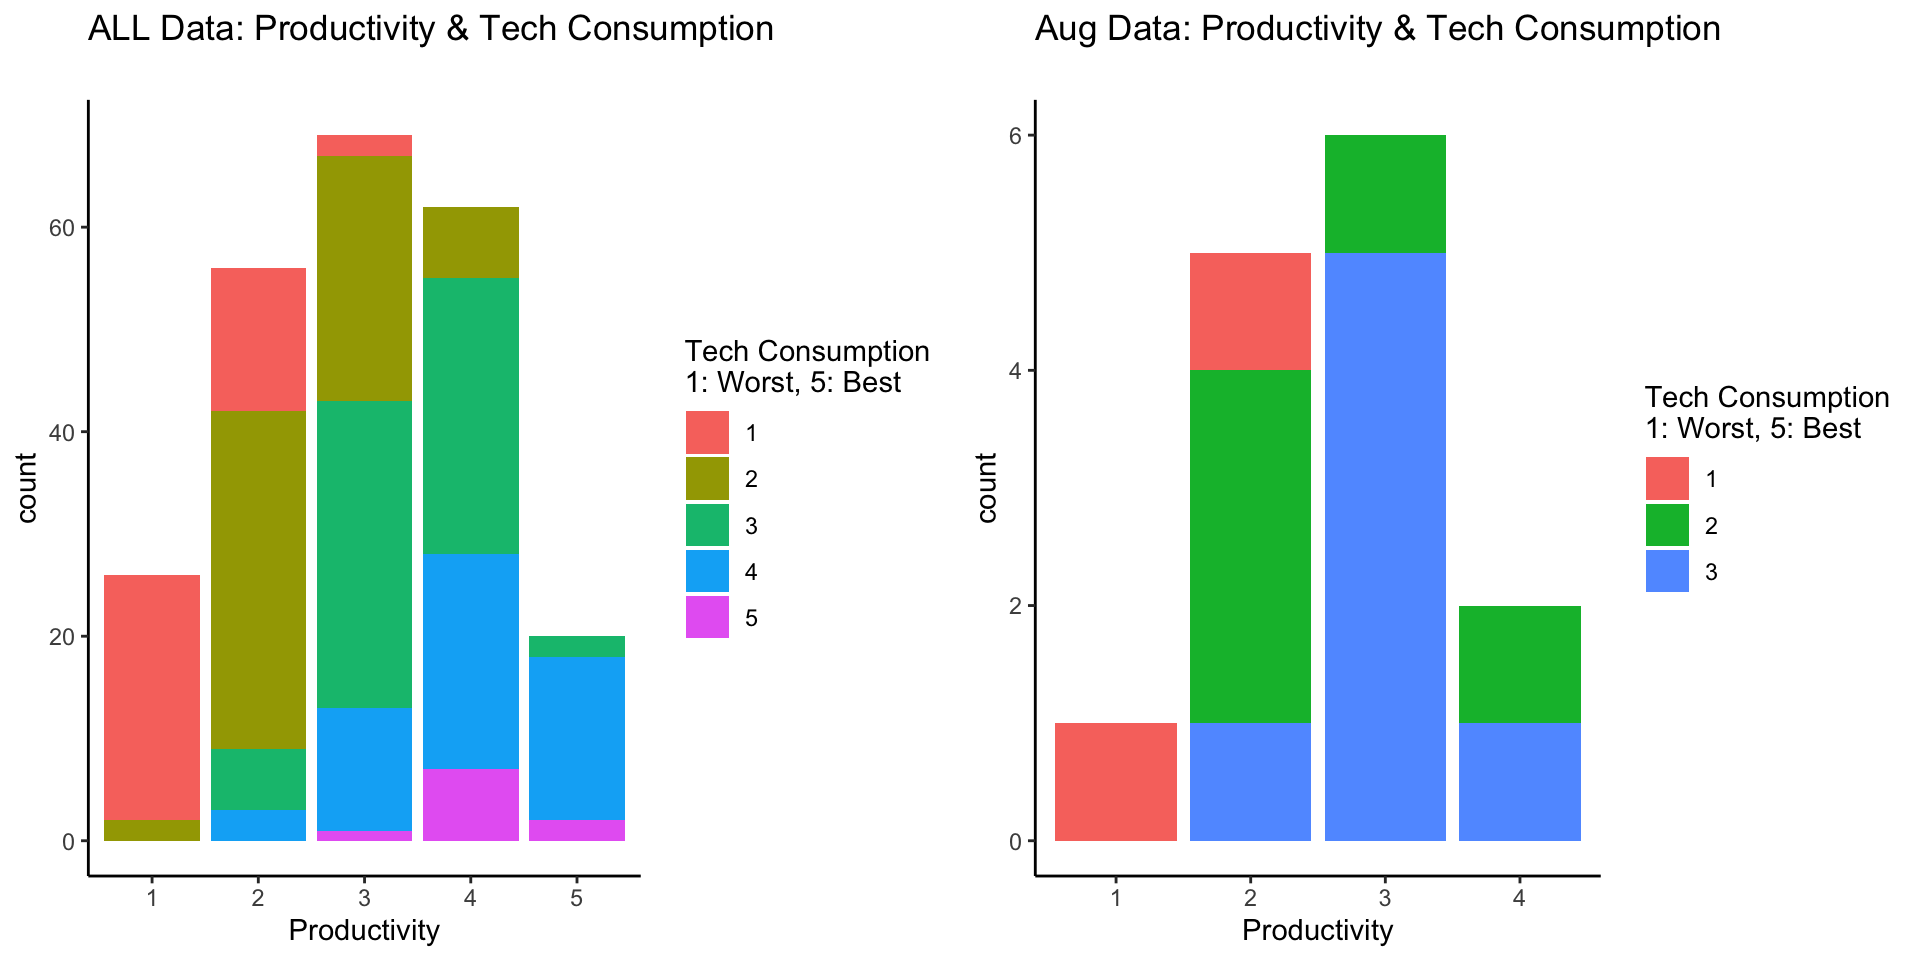 ALL Data: Productivity & Tech Consumption
count
60
40
20
0
1 2 3 4 5
Productivity
Tech Consumption
1: Worst, 5: Best
1
2
3
4
5
Aug Data: Productivity & Tech Consumption
count
6
4
2
0
1 2 3 4
Productivity
Tech Consumption
1: Worst, 5: Best
1
2
3